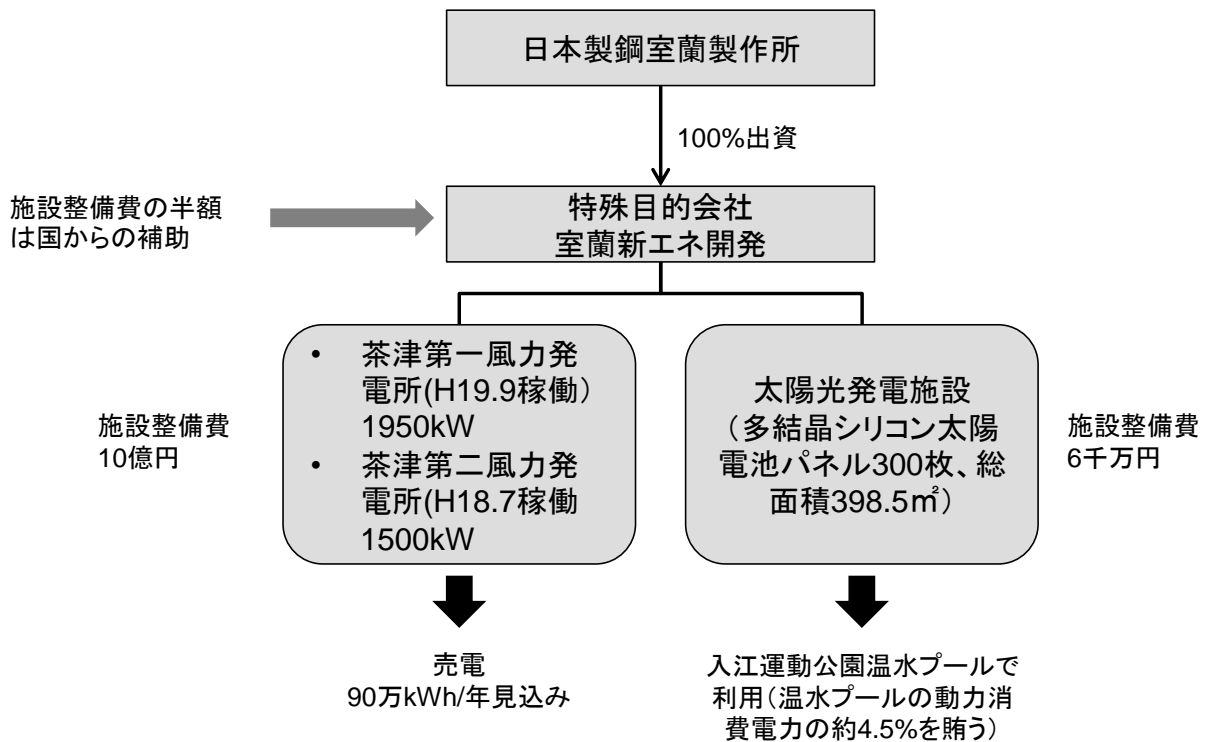 日本製鋼室蘭製作所
100%出資
施設整備費の半額
は国からの補助
特殊目的会社
室蘭新エネ開発
施設整備費
10億円
• 茶津第一風力発
電所(H19.9稼働）
1950kW
• 茶津第二風力発
電所(H18.7稼働
1500kW
太陽光発電施設
（多結晶シリコン太陽
電池パネル300枚、総
面積398.5㎡）
施設整備費
6千万円
売電
90万kWh/年見込み
入江運動公園温水プールで
利用（温水プールの動力消
費電力の約4.5%を賄う）